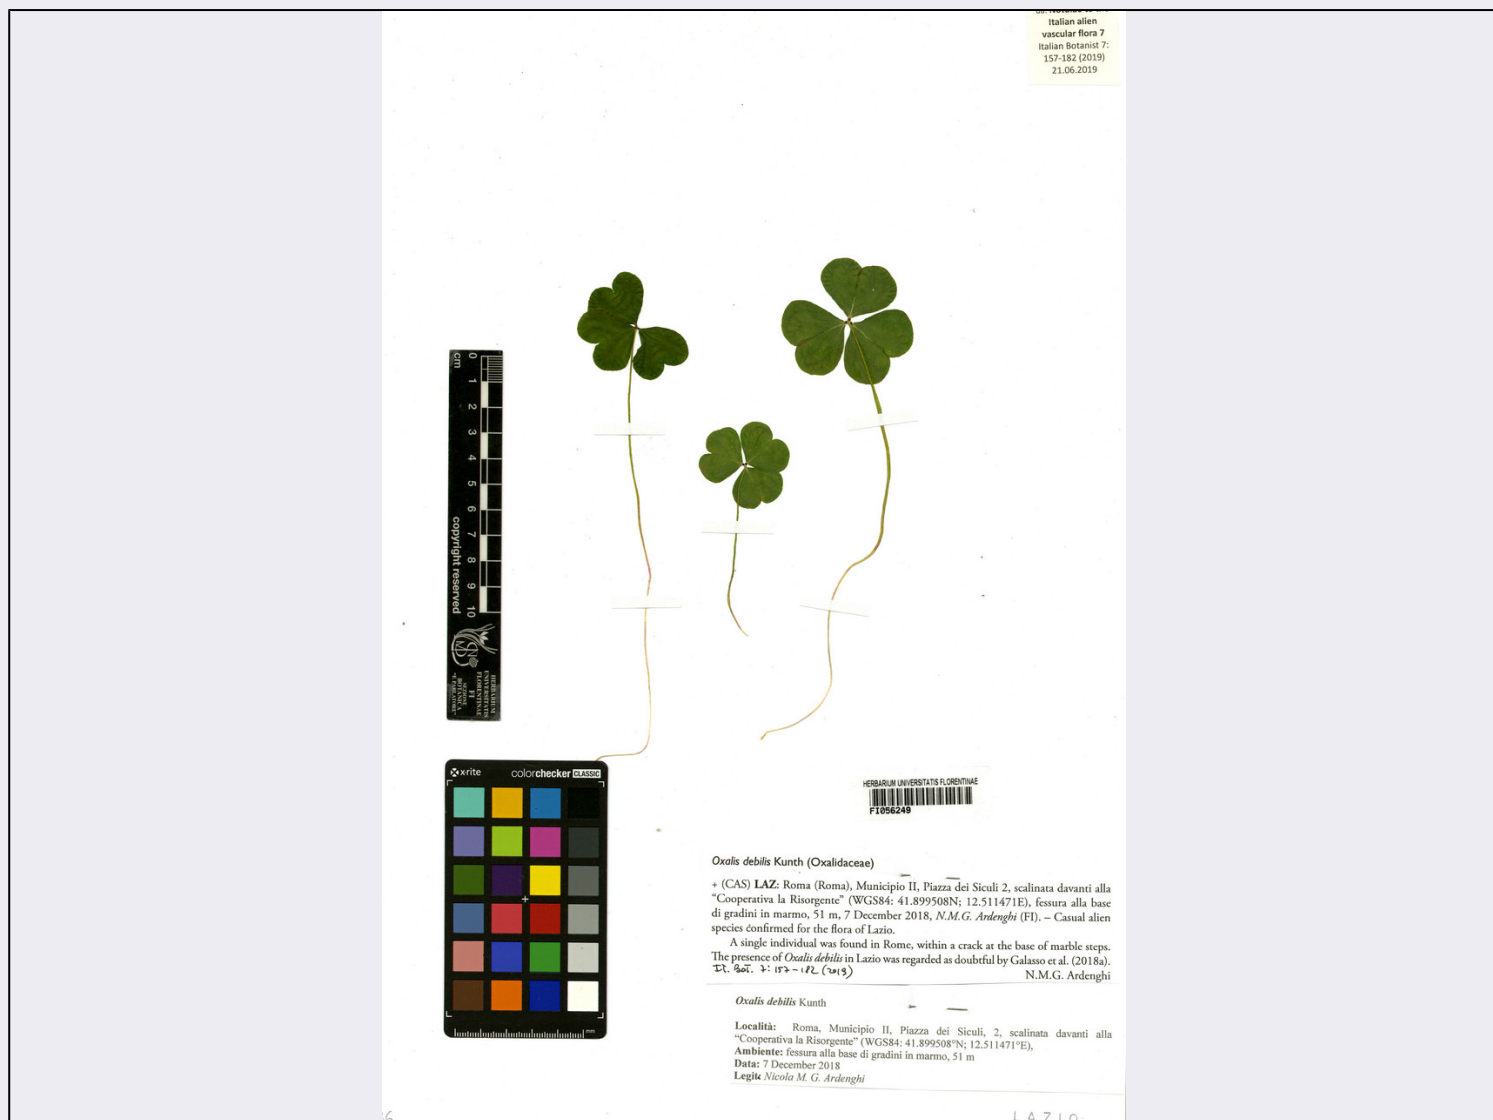 Italian alien
vascular flora 7
Italian Botanist 7:
157-182 (2019)
21.06.2019
cm
0 1 2 3 4 5 6 7 8 9 10
copyright reserved
HERBARIUM
UNIVERSITATIS
FLORENTINAE
FI
SEZIONE
BOTANICA
x-rite colorchecker CLASSIC
HERBARIUM UNIVERSITATIS FLORENTINAE
FI056249
Oxalis debilis Kunth (Oxalidaceae)
+ (CAS) LAZ: Roma (Roma), Municipio II, Piazza dei Siculi 2, scalinata davanti alla
“Cooperativa la Risorgente” (WGS84: 41.899508N; 12.511471E), fessura alla base
di gradini in marmo, 51 m, 7 December 2018, N.M.G. Ardenghi (FI). – Casual alien
species confirmed for the flora of Lazio.
A single individual was found in Rome, within a crack at the base of marble steps.
The presence of Oxalis debilis in Lazio was regarded as doubtful by Galasso et al. (2018a).
It. Bot. 7: 157-182 (2019)
N.M.G. Ardenghi
Oxalis debilis Kunth
Località: Roma, Municipio II, Piazza dei Siculi, 2, scalinata davanti alla
“Cooperativa la Risorgente” (WGS84: 41.899508°N; 12.511471°E),
Ambiente: fessura alla base di gradini in marmo, 51 m
Data: 7 December 2018
Legit: Nicola M. G. Ardenghi
LAZIO